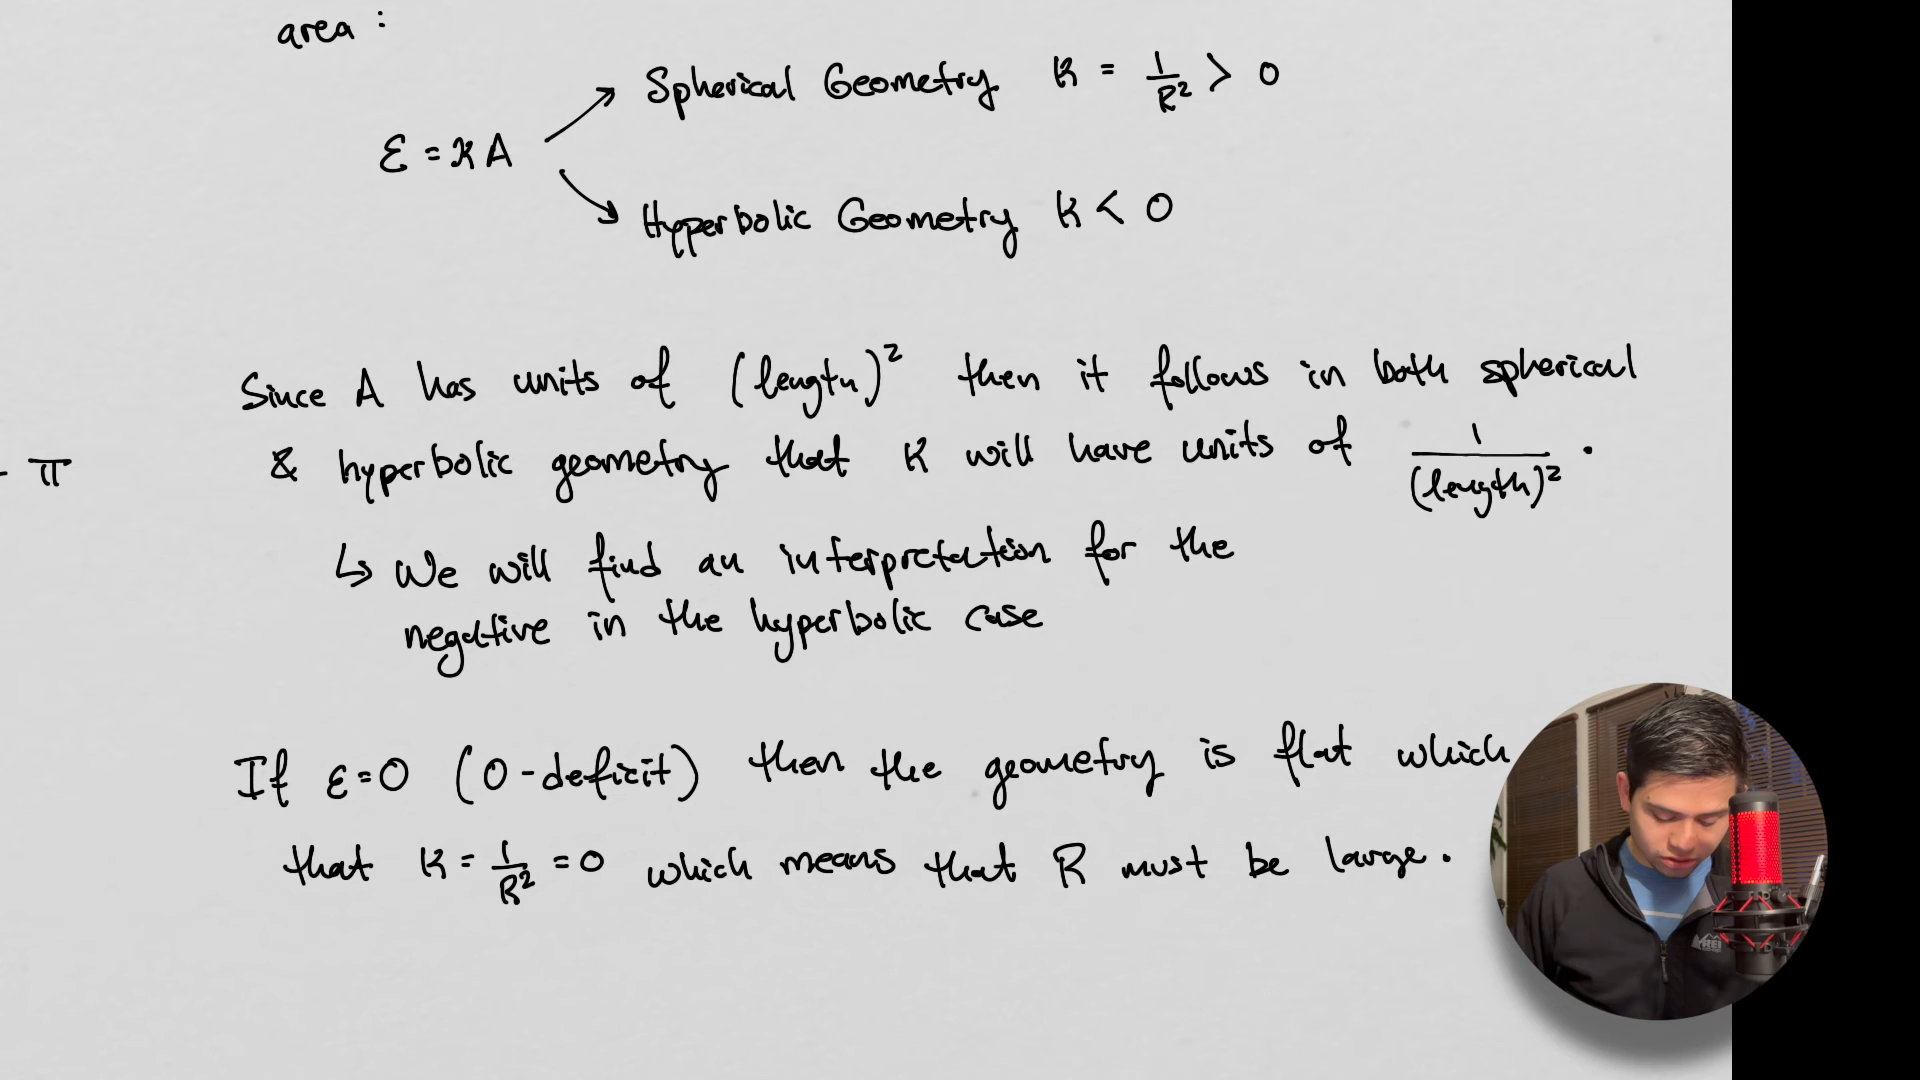 area :
Spherical Geometry K = 1/R² > 0
ε = κA
Hyperbolic Geometry K < 0
Since A has units of (length)² then it follows in both spherical
& hyperbolic geometry that K will have units of 1/(length)² .
- π
↳ We will find an interpretation for the
negative in the hyperbolic case
If ε=0 (0-deficit) then the geometry is flat which
that K = 1/R² = 0 which means that R must be large.
REI